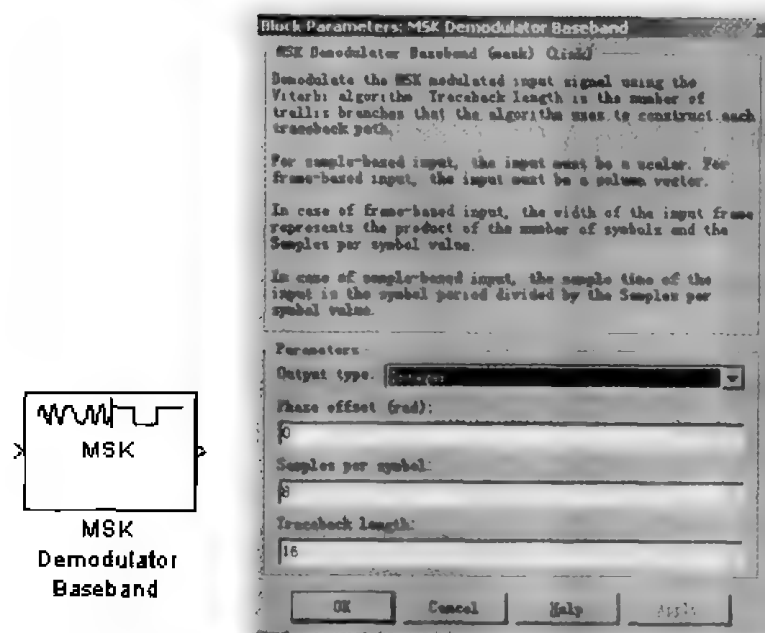 MSK
MSK
Demodulator
Baseband
Block Parameters: MSK Demodulator Baseband
MSK Demodulator Baseband (mask) (link)
Demodulate the MSK modulated input signal using the
Viterbi algorithm. Traceback length is the number of
trellis branches that the algorithm uses to construct each
traceback path.
For sample-based input, the input must be a scalar. For
frame-based input, the input must be a column vector.
In case of frame-based input, the width of the input frame
represents the product of the number of symbols and the
Samples per symbol value.
In case of sample-based input, the sample time of the
input is the symbol period divided by the Samples per
symbol value.
Parameters
Output type:
Phase offset (rad):
0
Samples per symbol:
8
Traceback length:
16
OK
Cancel
Help
Apply